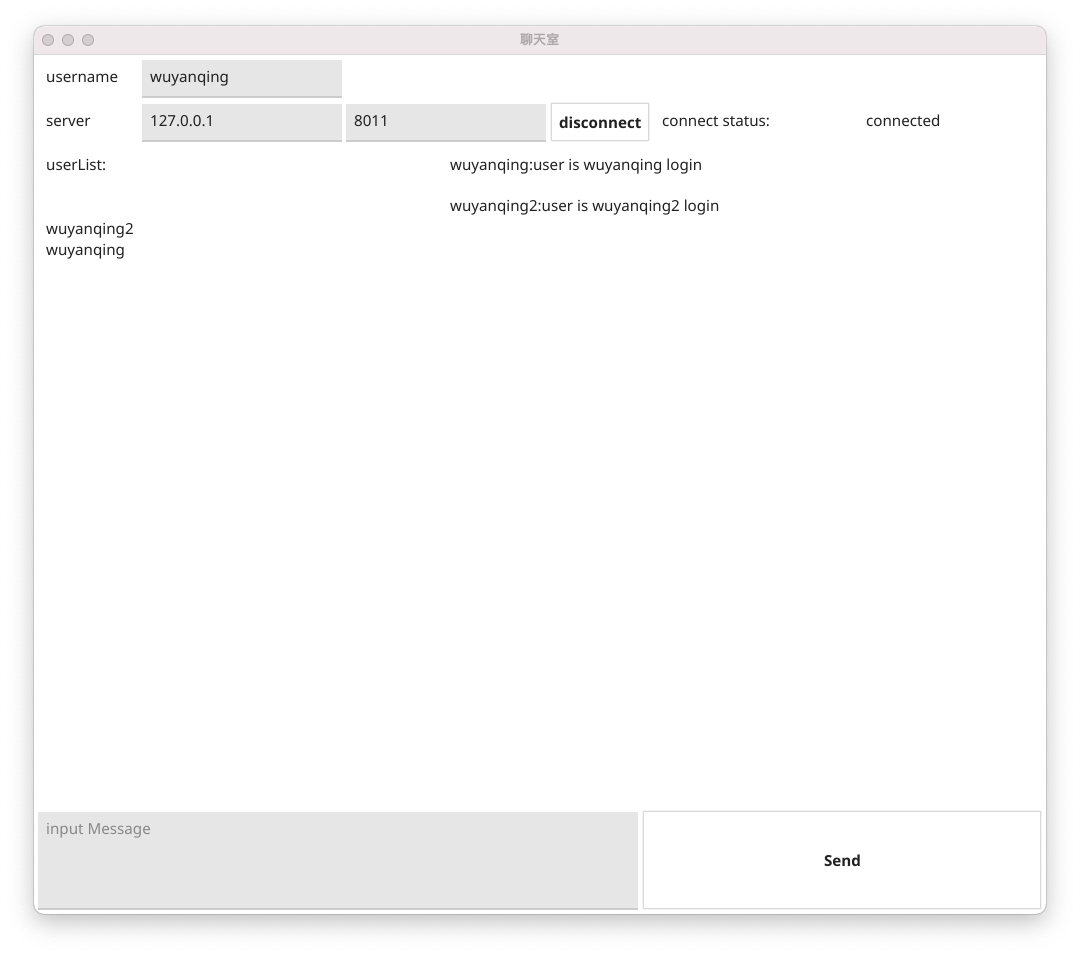 聊天室
username wuyanqing
server 127.0.0.1 8011 disconnect connect status: connected
userList:
wuyanqing2
wuyanqing
wuyanqing:user is wuyanqing login
wuyanqing2:user is wuyanqing2 login
input Message
Send